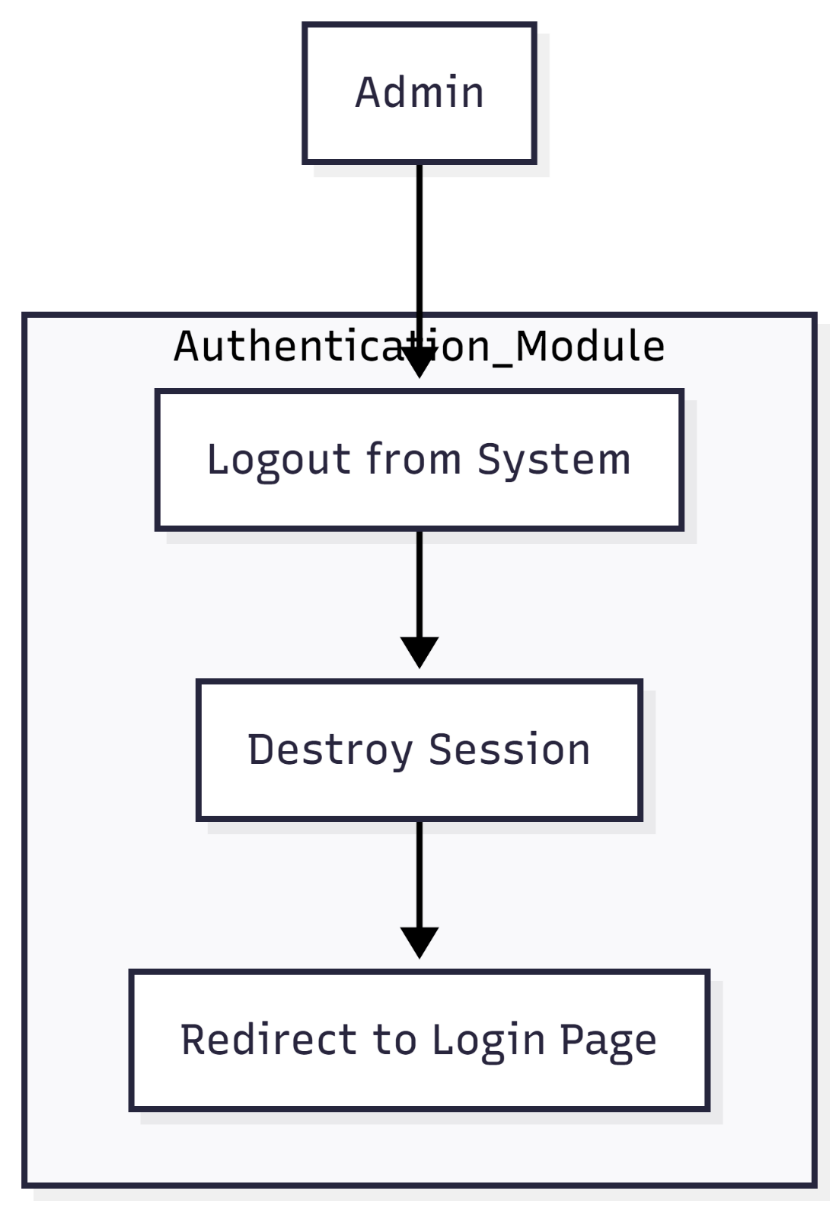 Admin
Authentication_Module
Logout from System
Destroy Session
Redirect to Login Page